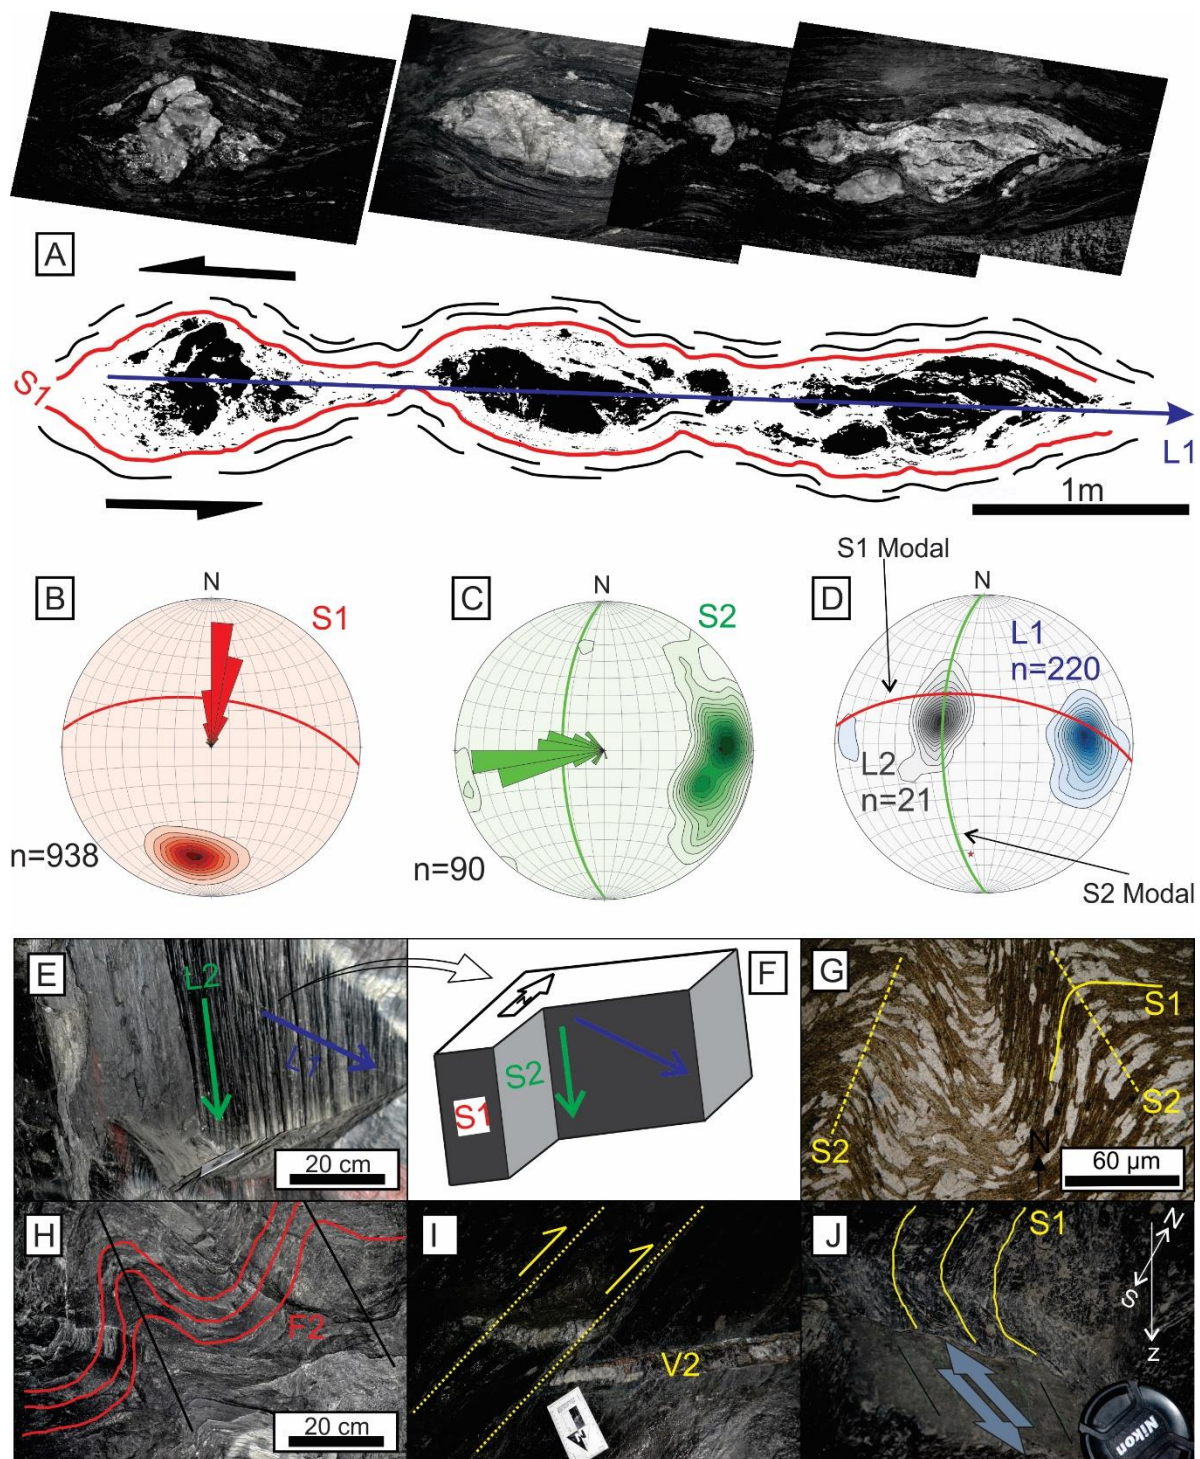 A
S1
L1
1m
S1 Modal
B
N
S1
n=938
C
N
S2
n=90
D
N
L1
n=220
L2
n=21
S2 Modal
E
L2
L1
20 cm
F
N
S2
S1
G
S1
S2
S2
N
60 µm
H
F2
20 cm
I
V2
N
J
S1
N
S
Z
Nikon